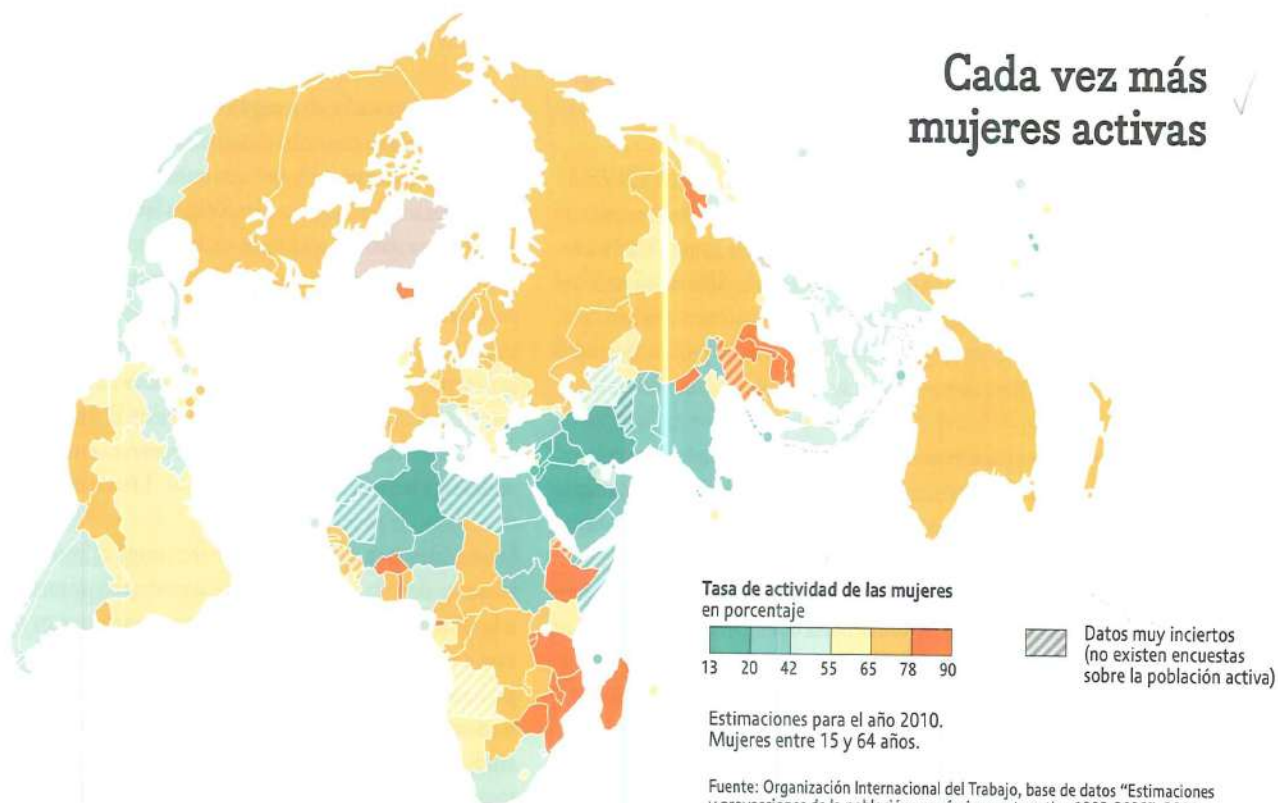 Cada vez más
mujeres activas
Tasa de actividad de las mujeres
en porcentaje
13 20 42 55 65 78 90
Datos muy inciertos
(no existen encuestas
sobre la población activa)
Estimaciones para el año 2010.
Mujeres entre 15 y 64 años.
Fuente: Organización Internacional del Trabajo, base de datos “Estimaciones